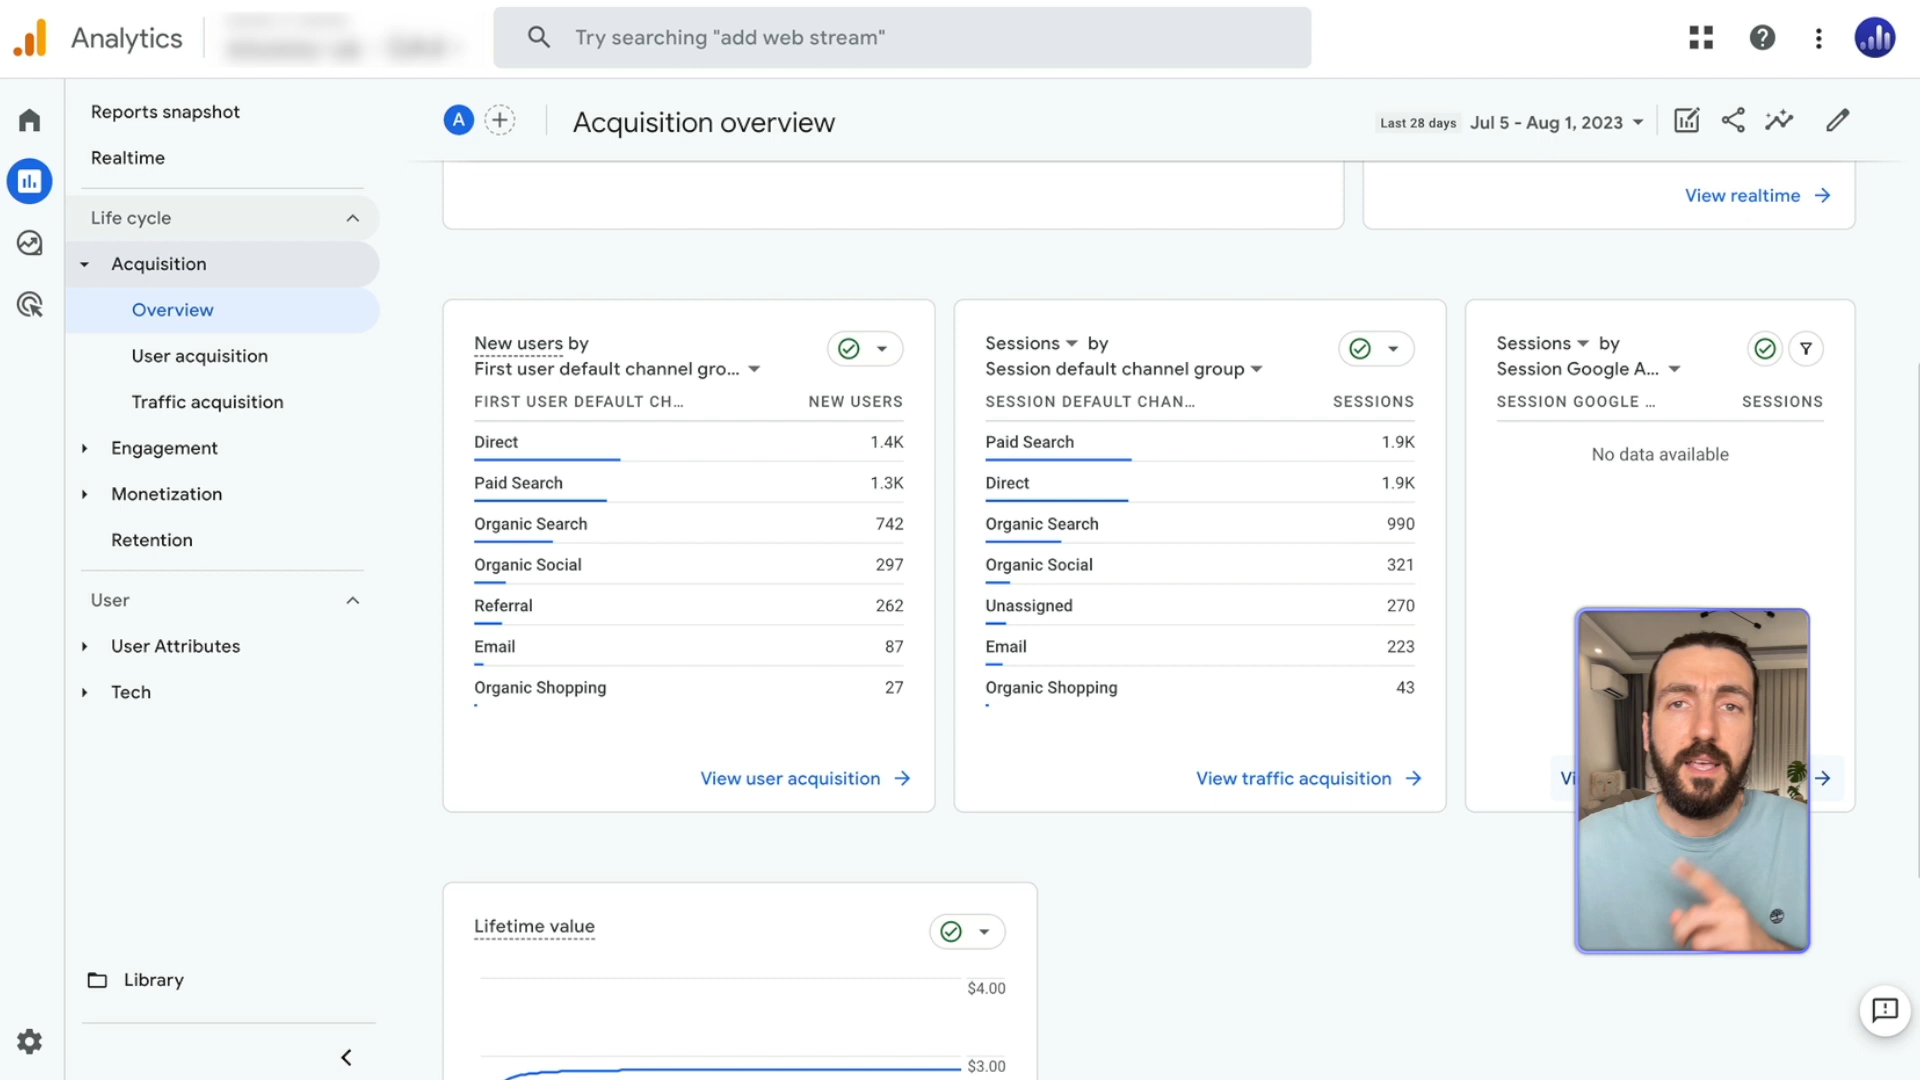 Analytics
Try searching "add web stream"
Reports snapshot
Realtime
Life cycle
Acquisition
Overview
User acquisition
Traffic acquisition
Engagement
Monetization
Retention
User
User Attributes
Tech
Library
A
Acquisition overview
Last 28 days Jul 5 - Aug 1, 2023
View realtime
New users by
First user default channel gro...
FIRST USER DEFAULT CH... NEW USERS
Direct 1.4K
Paid Search 1.3K
Organic Search 742
Organic Social 297
Referral 262
Email 87
Organic Shopping 27
View user acquisition
Sessions by
Session default channel group
SESSION DEFAULT CHAN... SESSIONS
Paid Search 1.9K
Direct 1.9K
Organic Search 990
Organic Social 321
Unassigned 270
Email 223
Organic Shopping 43
View traffic acquisition
Sessions by
Session Google A...
SESSION GOOGLE ... SESSIONS
No data available
Lifetime value
$4.00
$3.00